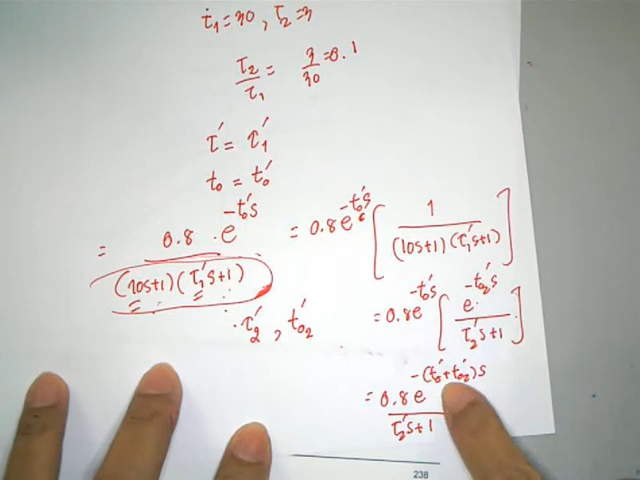 τ₁ = 30 , τ₂ = 3
τ₂/τ₁ = 3/30 = 0.1
τ' = τ₁'
t₀ = t₀'
= 0.8 · e^(-t₀'s) / (10s+1)(τ₁'s+1)
= 0.8 e^(-t₀'s) [ 1 / (10s+1)(τ₁'s+1) ]
τ₂' , t₀₂'
= 0.8 e^(-t₀'s) [ e^(-t₀₂'s) / τ₂'s+1 ]
= 0.8 e^(-(t₀'+t₀₂')s) / τ₂'s+1
238